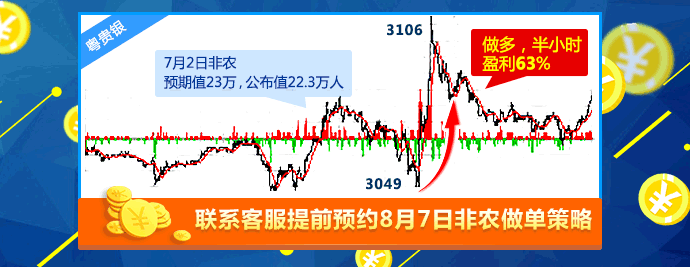 粤贵银
3106
7月2日非农
预期值23万，公布值22.3万人
做多，半小时
盈利63%
3049
联系客服提前预约8月7日非农做单策略